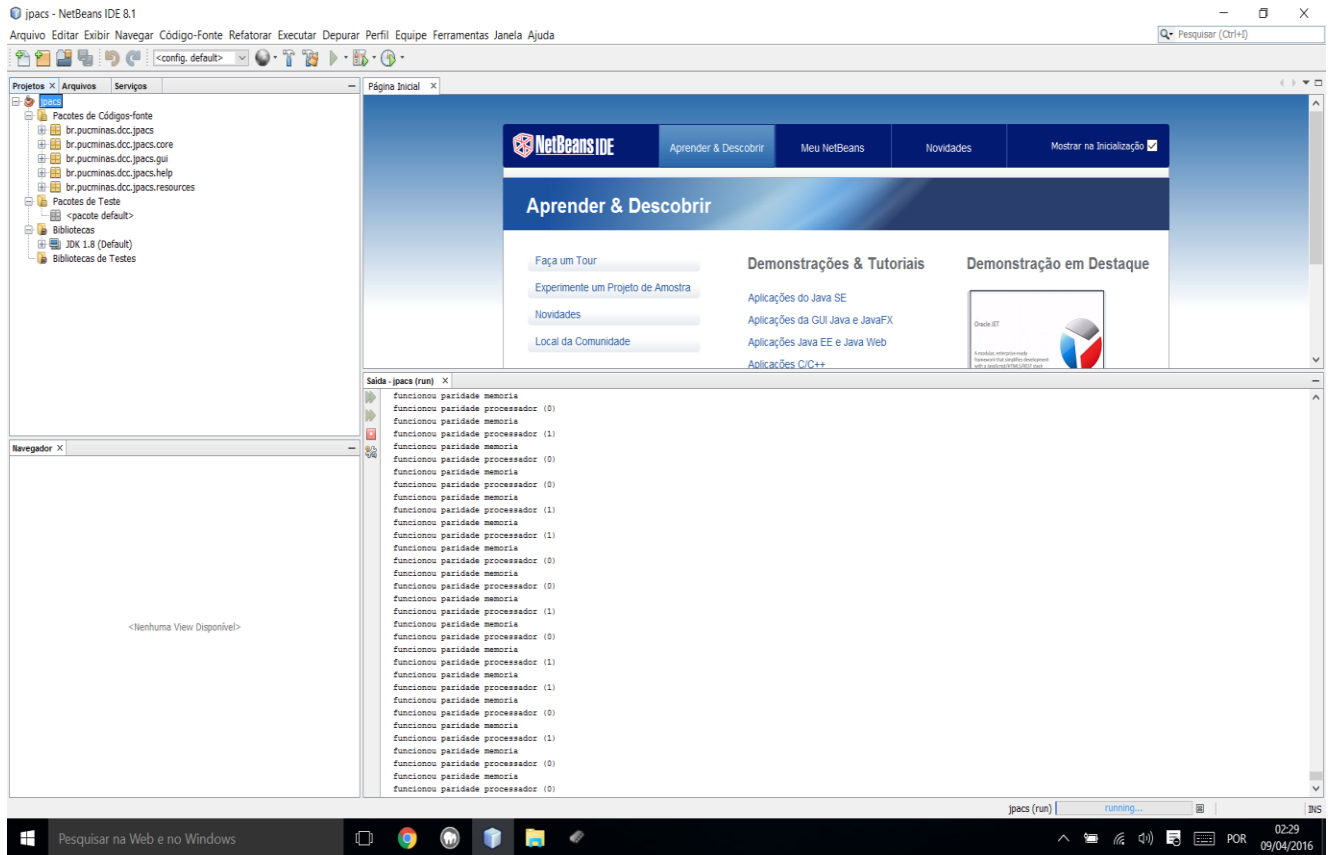 jpacs - NetBeans IDE 8.1
Arquivo Editar Exibir Navegar Código-Fonte Refatorar Executar Depurar Perfil Equipe Ferramentas Janela Ajuda
Pesquisar (Ctrl+I)
<config. default>
Projetos Arquivos Serviços
jpacs
Pacotes de Códigos-fonte
br.pucminas.dcc.jpacs
br.pucminas.dcc.jpacs.core
br.pucminas.dcc.jpacs.gui
br.pucminas.dcc.jpacs.help
br.pucminas.dcc.jpacs.resources
Pacotes de Teste
<pacote default>
Bibliotecas
JDK 1.8 (Default)
Bibliotecas de Testes
Navegador
<Nenhuma View Disponível>
Página Inicial
NetBeans IDE
Aprender & Descobrir Meu NetBeans Novidades Mostrar na Inicialização
Aprender & Descobrir
Faça um Tour
Experimente um Projeto de Amostra
Novidades
Local da Comunidade
Demonstrações & Tutoriais
Aplicações do Java SE
Aplicações da GUI Java e JavaFX
Aplicações Java EE e Java Web
Aplicações C/C++
Demonstração em Destaque
Oracle JET
A modular, enterprise-ready
framework that simplifies development
with a JavaScript/HTML5/REST stack
Saída - jpacs (run)
funcionou paridade memoria
funcionou paridade processador (0)
funcionou paridade memoria
funcionou paridade processador (1)
funcionou paridade memoria
funcionou paridade processador (0)
funcionou paridade memoria
funcionou paridade processador (0)
funcionou paridade memoria
funcionou paridade processador (1)
funcionou paridade memoria
funcionou paridade processador (1)
funcionou paridade memoria
funcionou paridade processador (0)
funcionou paridade memoria
funcionou paridade processador (0)
funcionou paridade memoria
funcionou paridade processador (1)
funcionou paridade memoria
funcionou paridade processador (0)
funcionou paridade memoria
funcionou paridade processador (1)
funcionou paridade memoria
funcionou paridade processador (1)
funcionou paridade memoria
funcionou paridade processador (0)
funcionou paridade memoria
funcionou paridade processador (1)
funcionou paridade memoria
funcionou paridade processador (0)
funcionou paridade memoria
funcionou paridade processador (0)
jpacs (run) running... INS
Pesquisar na Web e no Windows
POR
02:29
09/04/2016